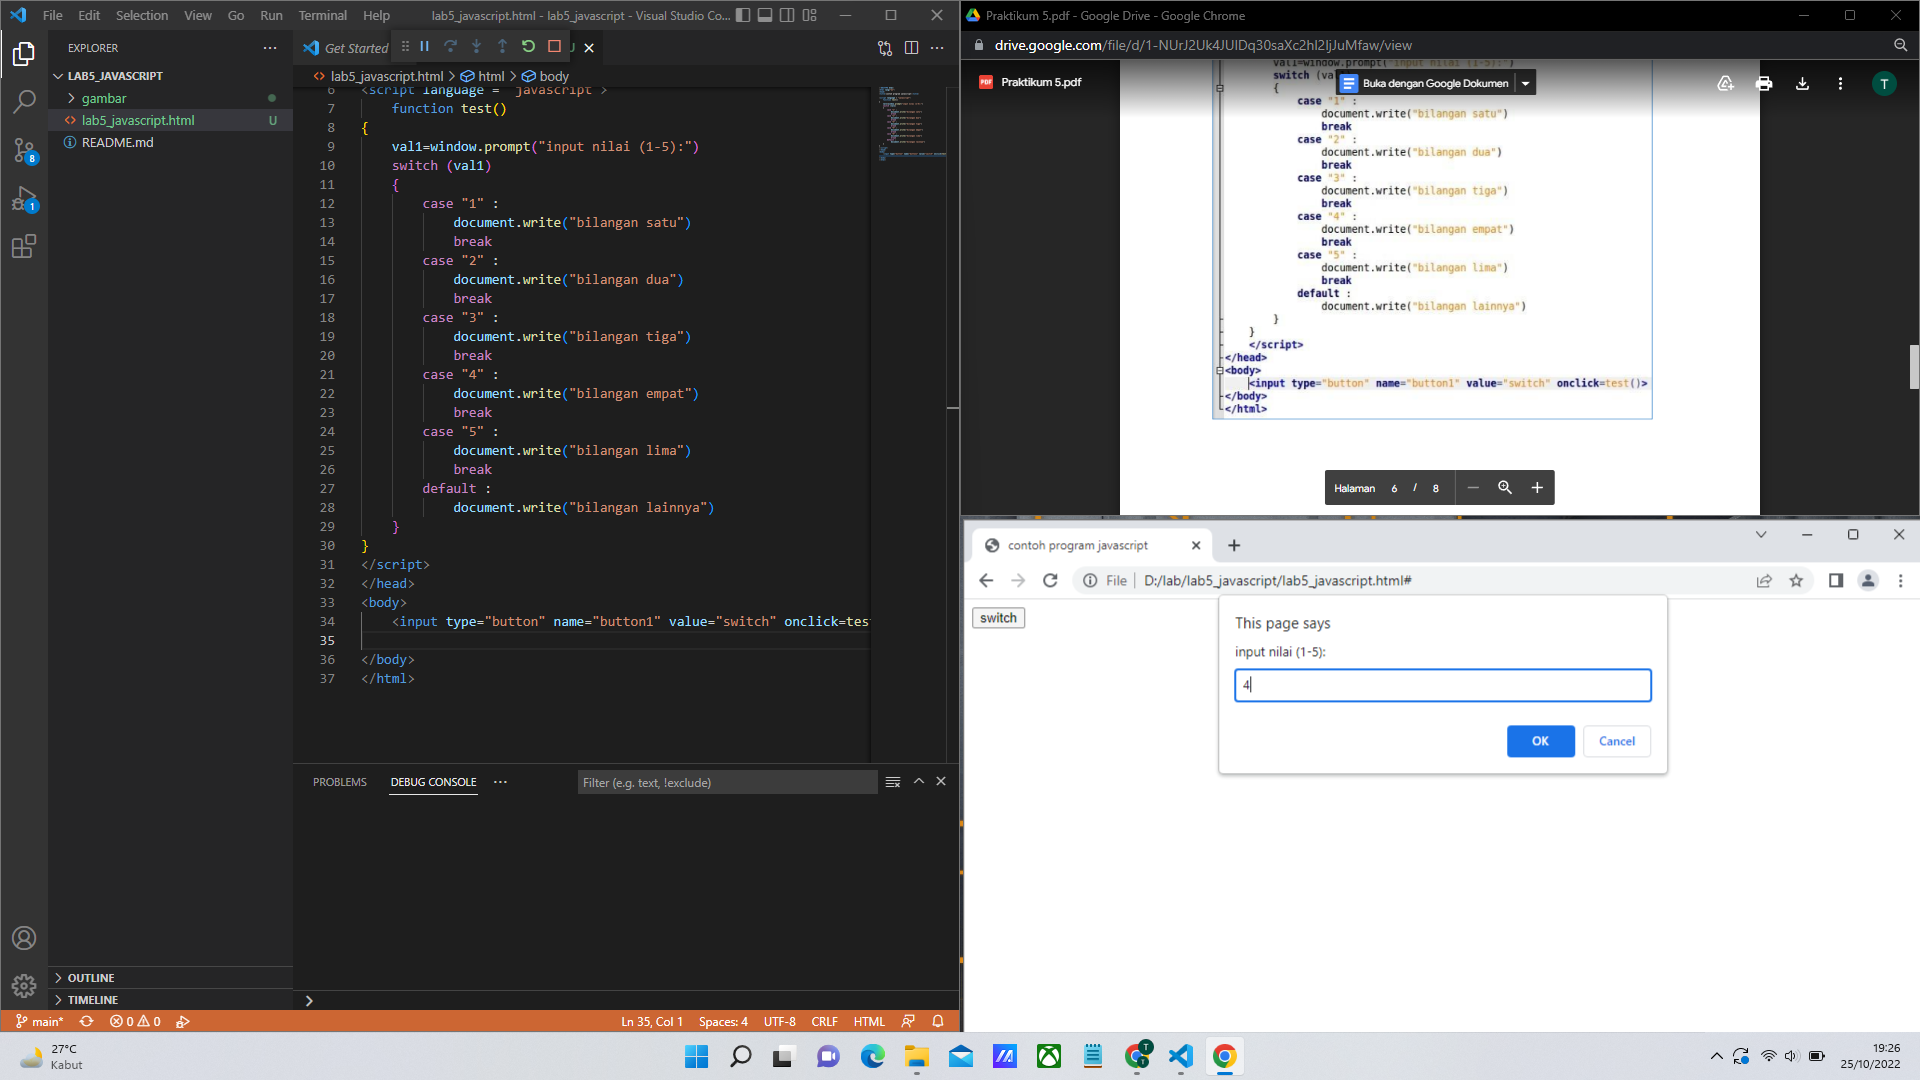 File Edit Selection View Go Run Terminal Help
lab5_javascript.html - lab5_javascript - Visual Studio Co...
EXPLORER
LAB5_JAVASCRIPT
gambar
lab5_javascript.html U
README.md
8
1
OUTLINE
TIMELINE
Get Started
U
lab5_javascript.html > html > body
6 <script language = "javascript">
7 function test()
8 {
9 val1=window.prompt("input nilai (1-5):")
10 switch (val1)
11 {
12 case "1" :
13 document.write("bilangan satu")
14 break
15 case "2" :
16 document.write("bilangan dua")
17 break
18 case "3" :
19 document.write("bilangan tiga")
20 break
21 case "4" :
22 document.write("bilangan empat")
23 break
24 case "5" :
25 document.write("bilangan lima")
26 break
27 default :
28 document.write("bilangan lainnya")
29 }
30 }
31 </script>
32 </head>
33 <body>
34 <input type="button" name="button1" value="switch" onclick=tes
35
36 </body>
37 </html>
PROBLEMS DEBUG CONSOLE
Filter (e.g. text, !exclude)
main* 0 0
Ln 35, Col 1 Spaces: 4 UTF-8 CRLF HTML
Praktikum 5.pdf - Google Drive - Google Chrome
drive.google.com/file/d/1-NUrJ2Uk4JUlDq30saXc2hl2ljJuMfaw/view
PDF Praktikum 5.pdf
Buka dengan Google Dokumen
T
val1=window.prompt("input nilai (1-5):")
switch (va
{
case "1" :
document.write("bilangan satu")
break
case "2" :
document.write("bilangan dua")
break
case "3" :
document.write("bilangan tiga")
break
case "4" :
document.write("bilangan empat")
break
case "5" :
document.write("bilangan lima")
break
default :
document.write("bilangan lainnya")
}
}
</script>
</head>
<body>
<input type="button" name="button1" value="switch" onclick=test()>
</body>
</html>
Halaman 6 / 8
contoh program javascript
File D:/lab/lab5_javascript/lab5_javascript.html#
switch
This page says
input nilai (1-5):
4
OK Cancel
27°C
Kabut
19:26
25/10/2022